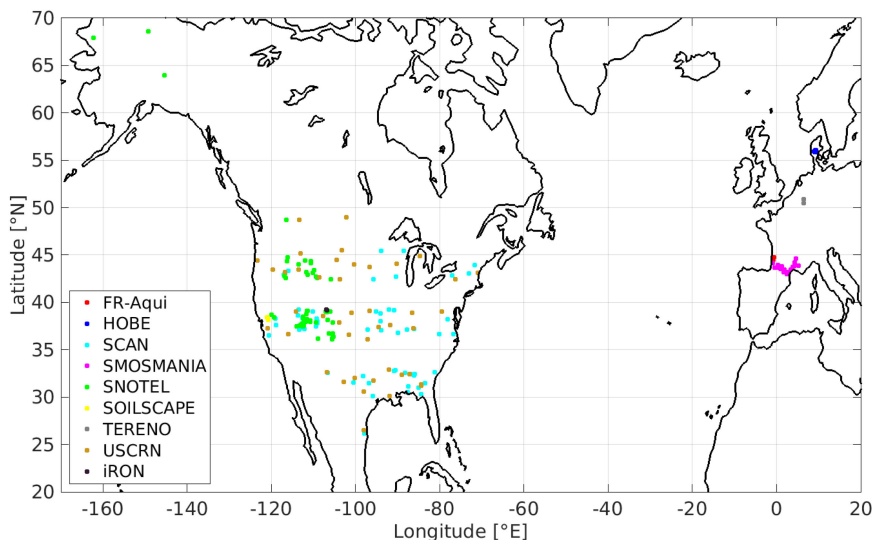 70
65
60
55
50
45
40
35
30
25
20
Latitude [°N]
FR-Aqui
HOBE
SCAN
SMOSMANIA
SNOTEL
SOILSCAPE
TERENO
USCRN
iRON
-160 -140 -120 -100 -80 -60 -40 -20 0 20
Longitude [°E]